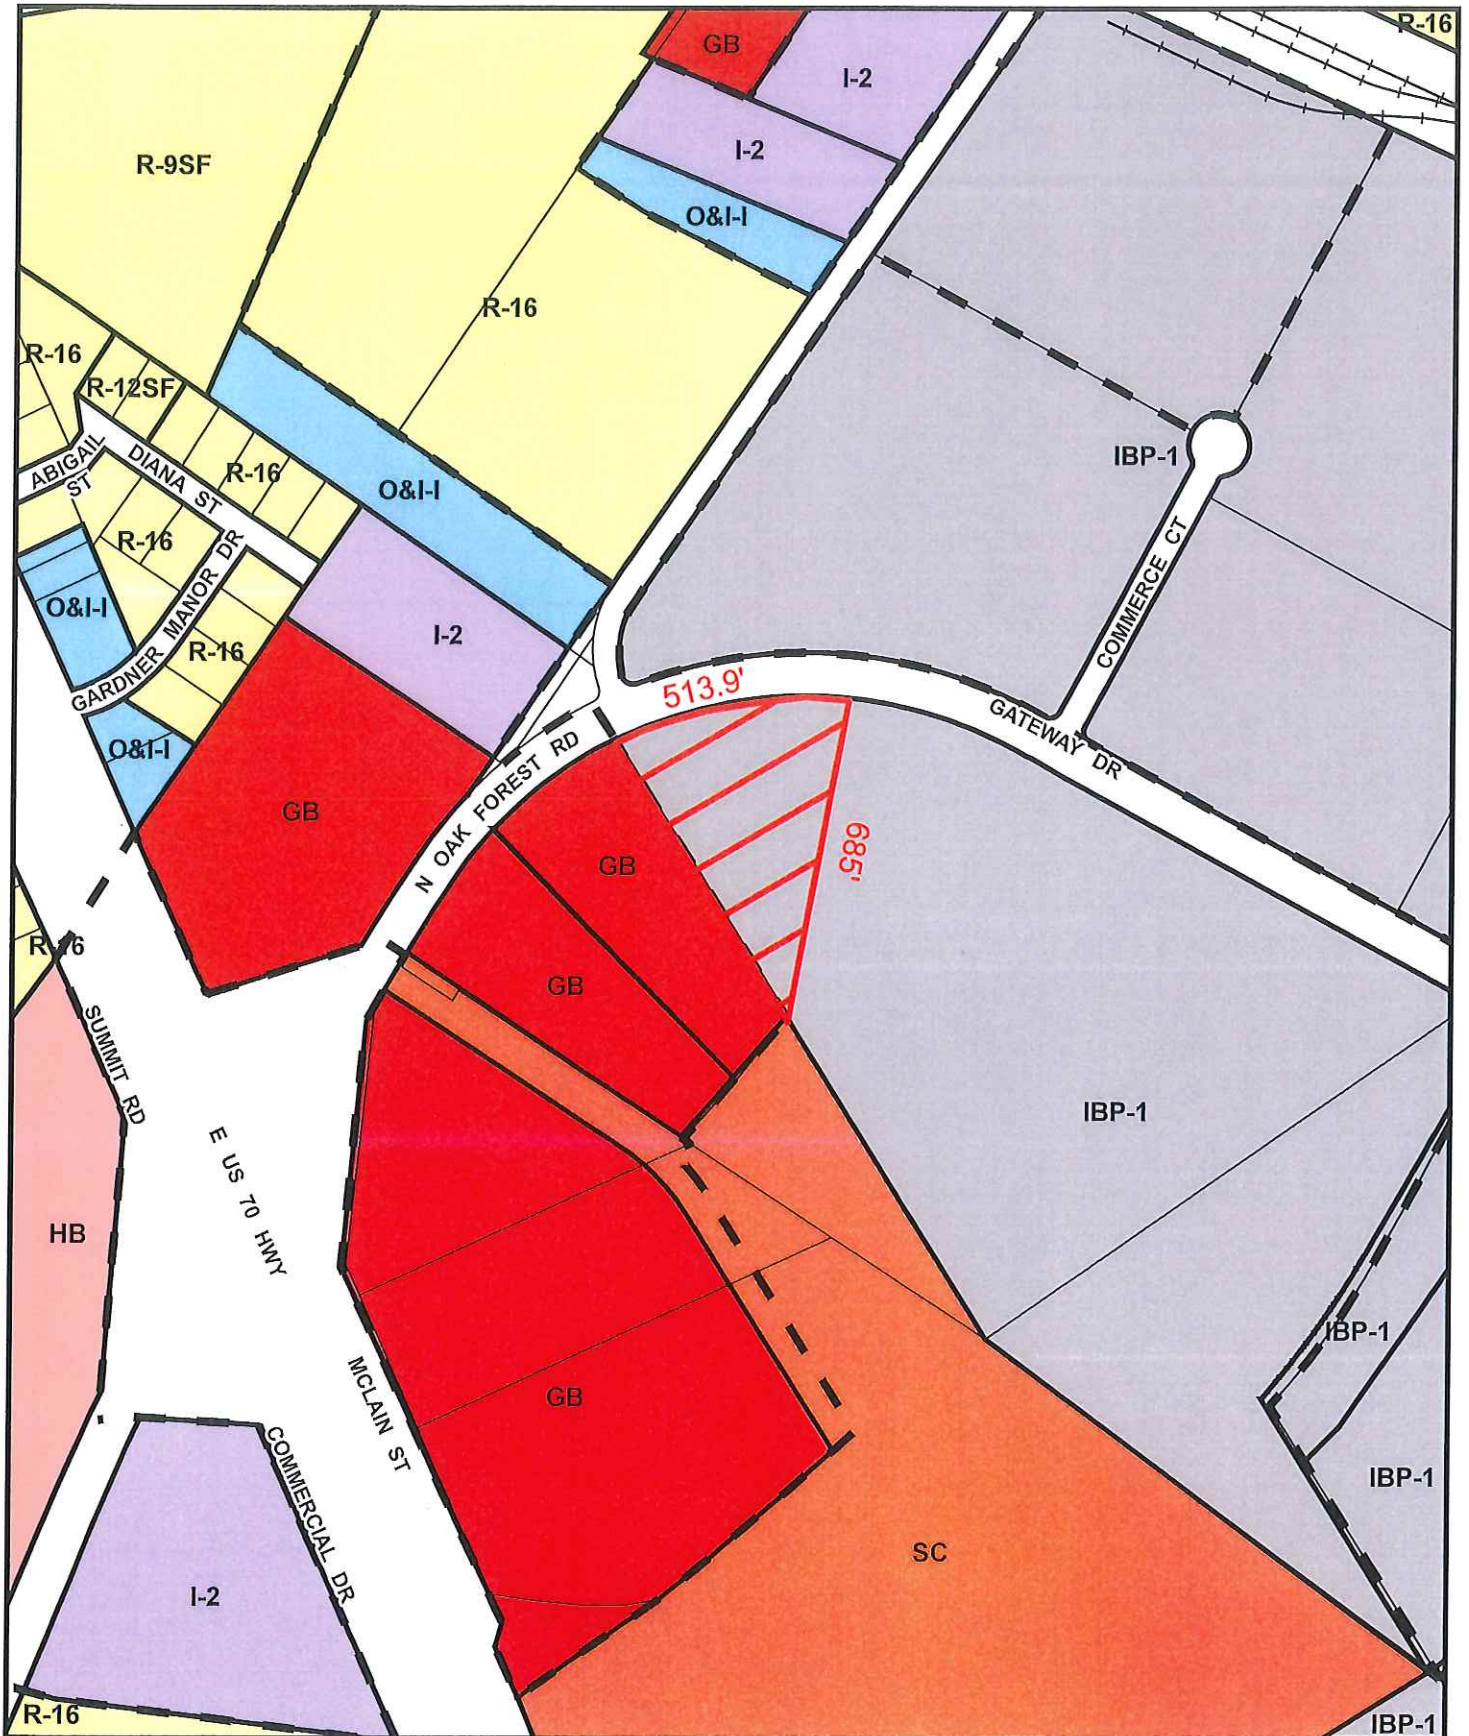 R-16
GB
I-2
R-9SF
I-2
O&I-I
R-16
R-16
R-12SF
ABIGAIL
ST
DIANA ST
R-16
O&I-I
IBP-1
R-16
COMMERCE CT
O&I-I
GARDNER MANOR DR
I-2
R-16
513.9'
GATEWAY DR
O&I-I
GB
N OAK FOREST RD
GB
685'
R-16
GB
SUMMIT RD
E US 70 HWY
IBP-1
HB
IBP-1
MCLAIN ST
GB
COMMERCIAL DR
IBP-1
SC
I-2
R-16
IBP-1